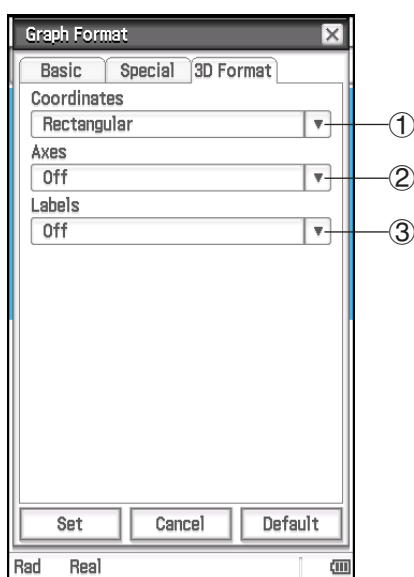 Graph Format
Basic Special 3D Format
Coordinates
Rectangular ①
Axes
Off ②
Labels
Off ③
Set Cancel Default
Rad Real